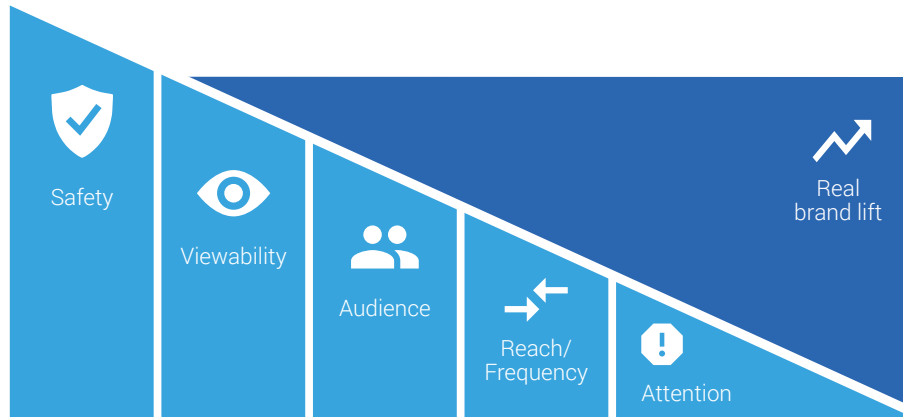 Safety
Viewability
Audience
Reach/
Frequency
Attention
Real
brand lift